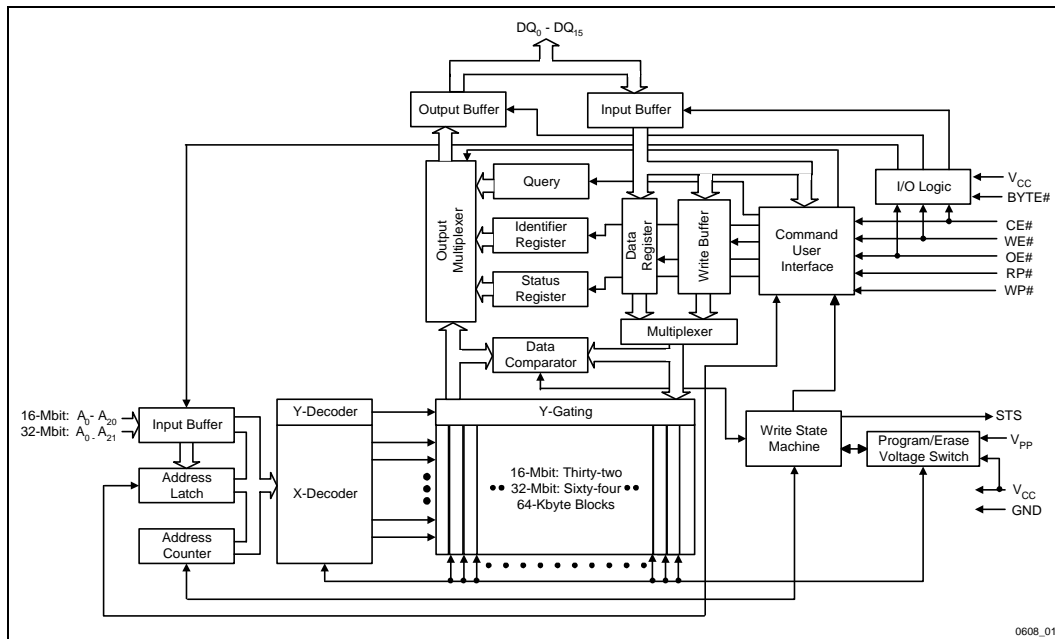 DQ0 - DQ15
Output Buffer
Input Buffer
Output
Multiplexer
Query
Identifier
Register
Status
Register
Data
Register
Write Buffer
Command
User
Interface
I/O Logic
VCC
BYTE#
CE#
WE#
OE#
RP#
WP#
Multiplexer
Data
Comparator
16-Mbit: A0 - A20
32-Mbit: A0 - A21
Input Buffer
Address
Latch
Address
Counter
Y-Decoder
X-Decoder
Y-Gating
16-Mbit: Thirty-two
32-Mbit: Sixty-four
64-Kbyte Blocks
Write State
Machine
STS
Program/Erase
Voltage Switch
VPP
VCC
GND
0608_01